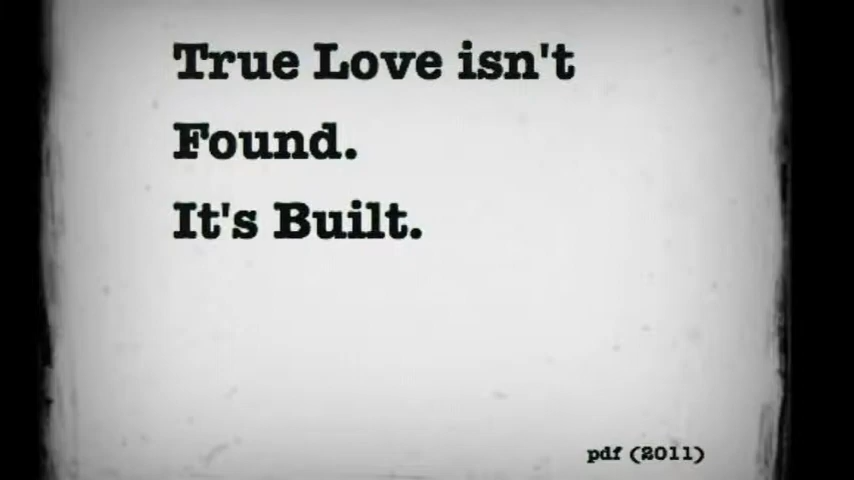 True Love isn't
Found.
It's Built.
pdf (2011)